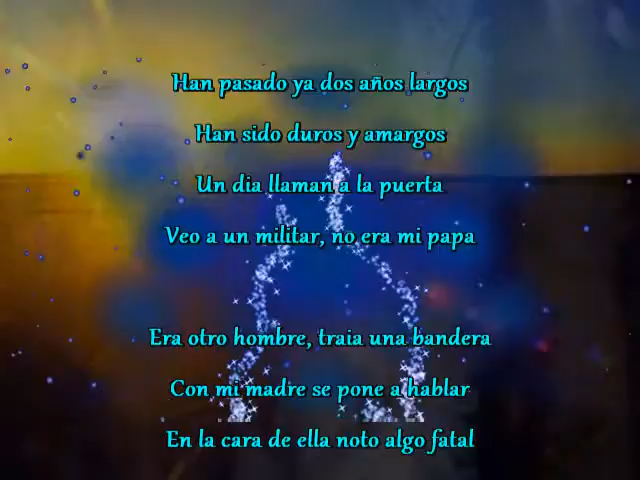 Han pasado ya dos años largos
Han sido duros y amargos
Un dia llaman a la puerta
Veo a un militar, no era mi papa
Era otro hombre, traia una bandera
Con mi madre se pone a hablar
En la cara de ella noto algo fatal